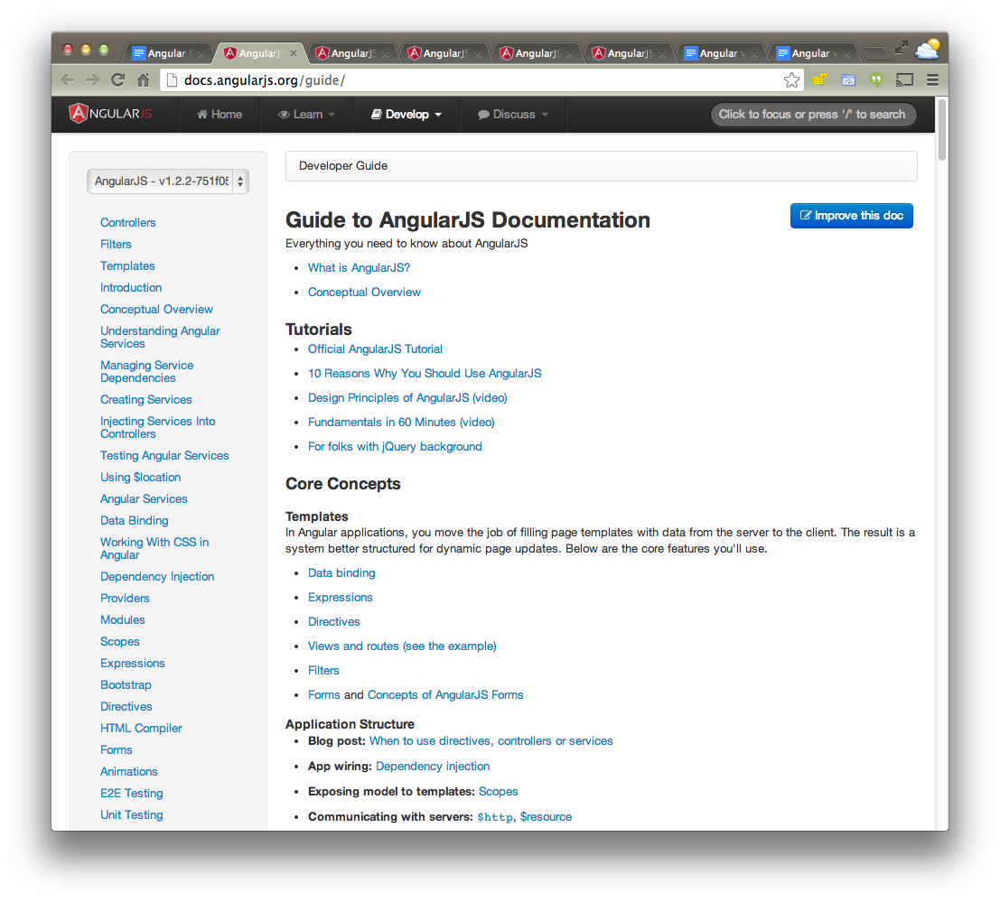 Angular
AngularJS
AngularJS
AngularJS
AngularJS
AngularJS
Angular
Angular
docs.angularjs.org/guide/
ANGULARJS
Home
Learn
Develop
Discuss
Click to focus or press '/' to search
AngularJS - v1.2.2-751f05
Controllers
Filters
Templates
Introduction
Conceptual Overview
Understanding Angular
Services
Managing Service
Dependencies
Creating Services
Injecting Services Into
Controllers
Testing Angular Services
Using $location
Angular Services
Data Binding
Working With CSS in
Angular
Dependency Injection
Providers
Modules
Scopes
Expressions
Bootstrap
Directives
HTML Compiler
Forms
Animations
E2E Testing
Unit Testing
Developer Guide
Guide to AngularJS Documentation
Improve this doc
Everything you need to know about AngularJS
• What is AngularJS?
• Conceptual Overview
Tutorials
• Official AngularJS Tutorial
• 10 Reasons Why You Should Use AngularJS
• Design Principles of AngularJS (video)
• Fundamentals in 60 Minutes (video)
• For folks with jQuery background
Core Concepts
Templates
In Angular applications, you move the job of filling page templates with data from the server to the client. The result is a
system better structured for dynamic page updates. Below are the core features you'll use.
• Data binding
• Expressions
• Directives
• Views and routes (see the example)
• Filters
• Forms and Concepts of AngularJS Forms
Application Structure
• Blog post: When to use directives, controllers or services
• App wiring: Dependency injection
• Exposing model to templates: Scopes
• Communicating with servers: $http, $resource